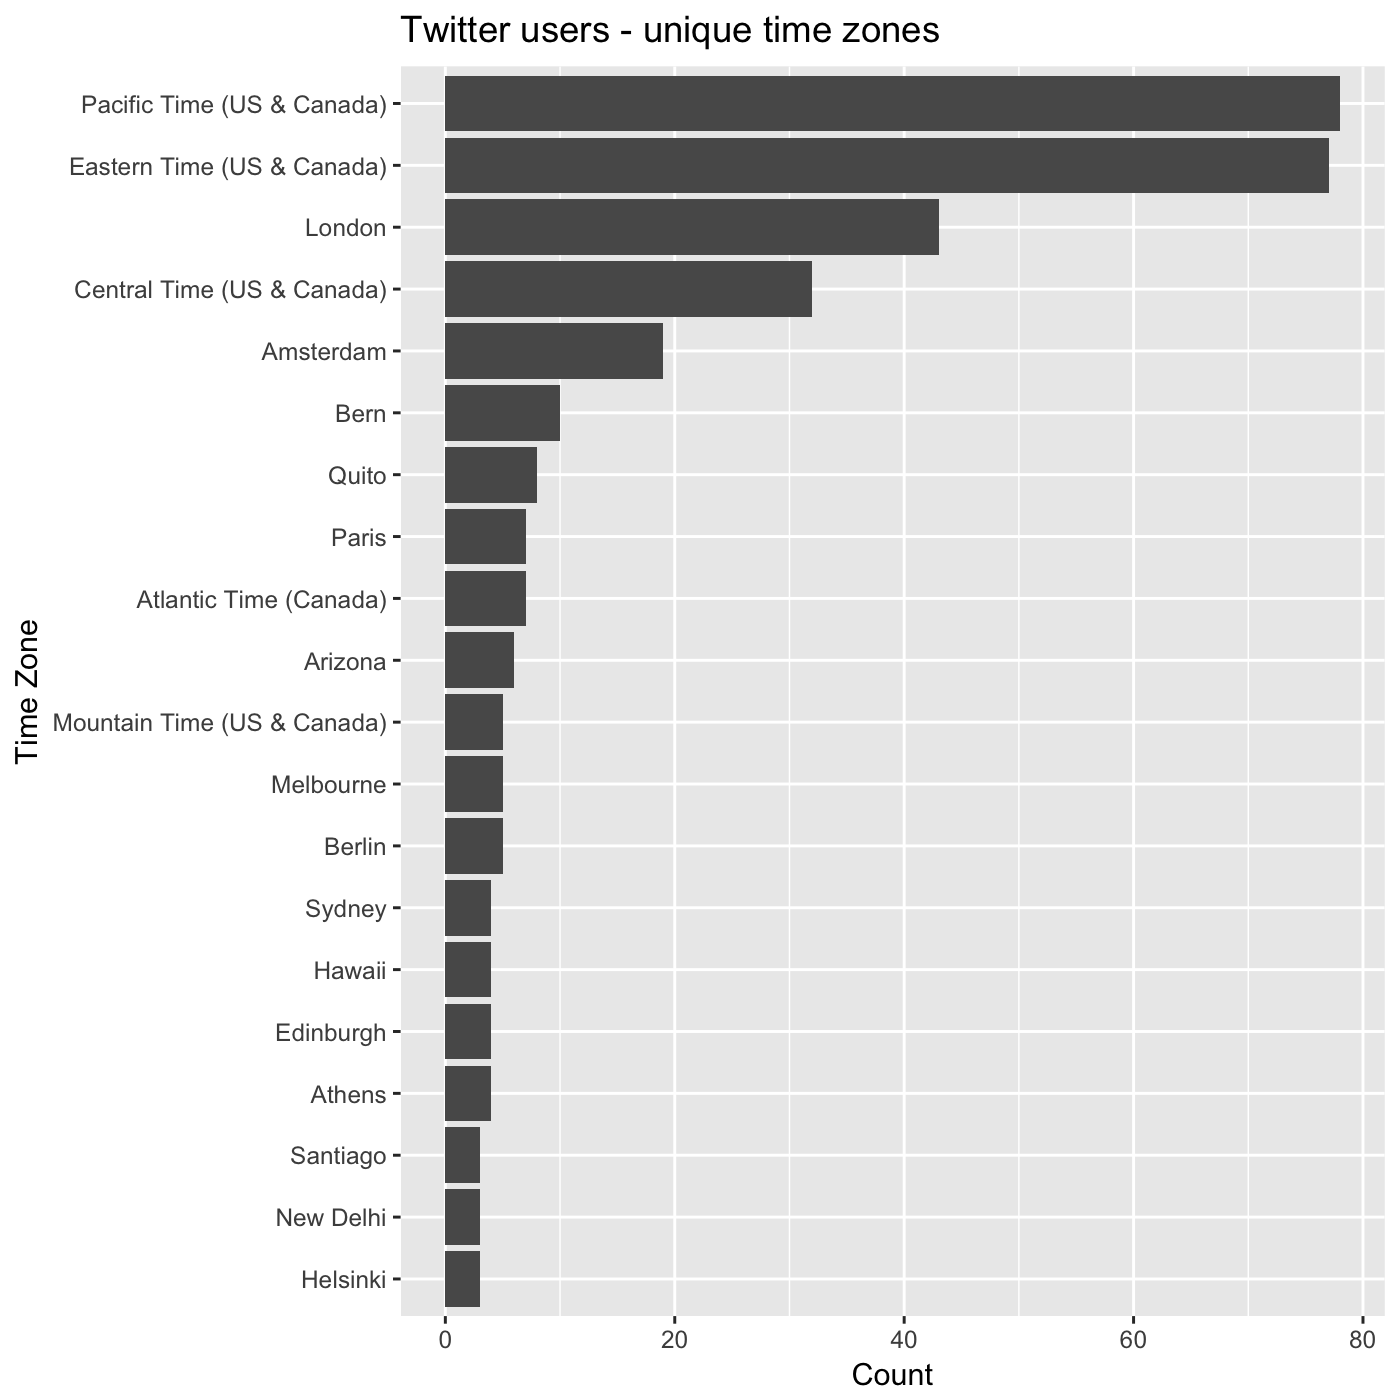 Twitter users - unique time zones
Time Zone
Pacific Time (US & Canada)
Eastern Time (US & Canada)
London
Central Time (US & Canada)
Amsterdam
Bern
Quito
Paris
Atlantic Time (Canada)
Arizona
Mountain Time (US & Canada)
Melbourne
Berlin
Sydney
Hawaii
Edinburgh
Athens
Santiago
New Delhi
Helsinki
0 20 40 60 80
Count